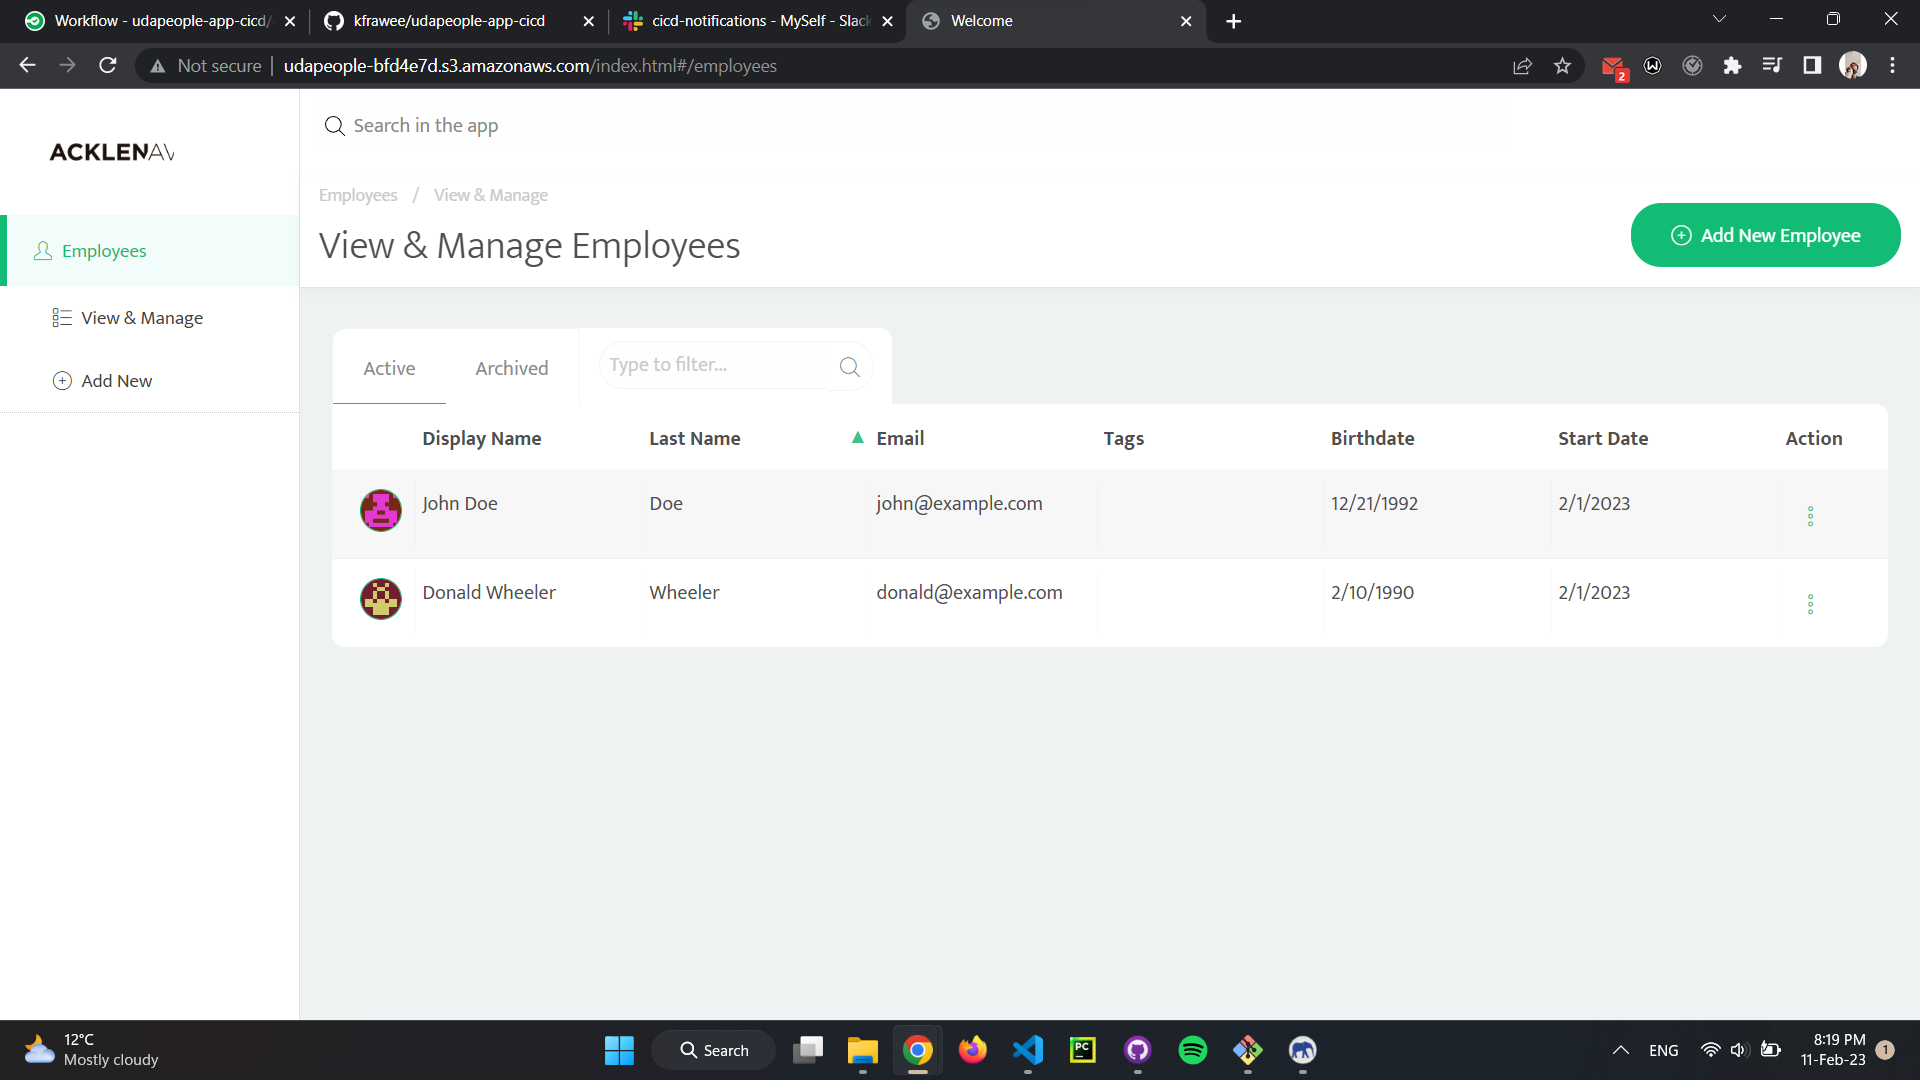 Workflow - udapeople-app-cicd/
kfrawee/udapeople-app-cicd
cicd-notifications - MySelf - Slack
Welcome
Not secure
udapeople-bfd4e7d.s3.amazonaws.com/index.html#/employees
2
ACKLENAV
Search in the app
Employees / View & Manage
View & Manage Employees
Add New Employee
Employees
View & Manage
Add New
Active
Archived
Type to filter...
Display Name
Last Name
Email
Tags
Birthdate
Start Date
Action
John Doe
Doe
john@example.com
12/21/1992
2/1/2023
Donald Wheeler
Wheeler
donald@example.com
2/10/1990
2/1/2023
12°C
Mostly cloudy
Search
PC
ENG
8:19 PM
11-Feb-23
1